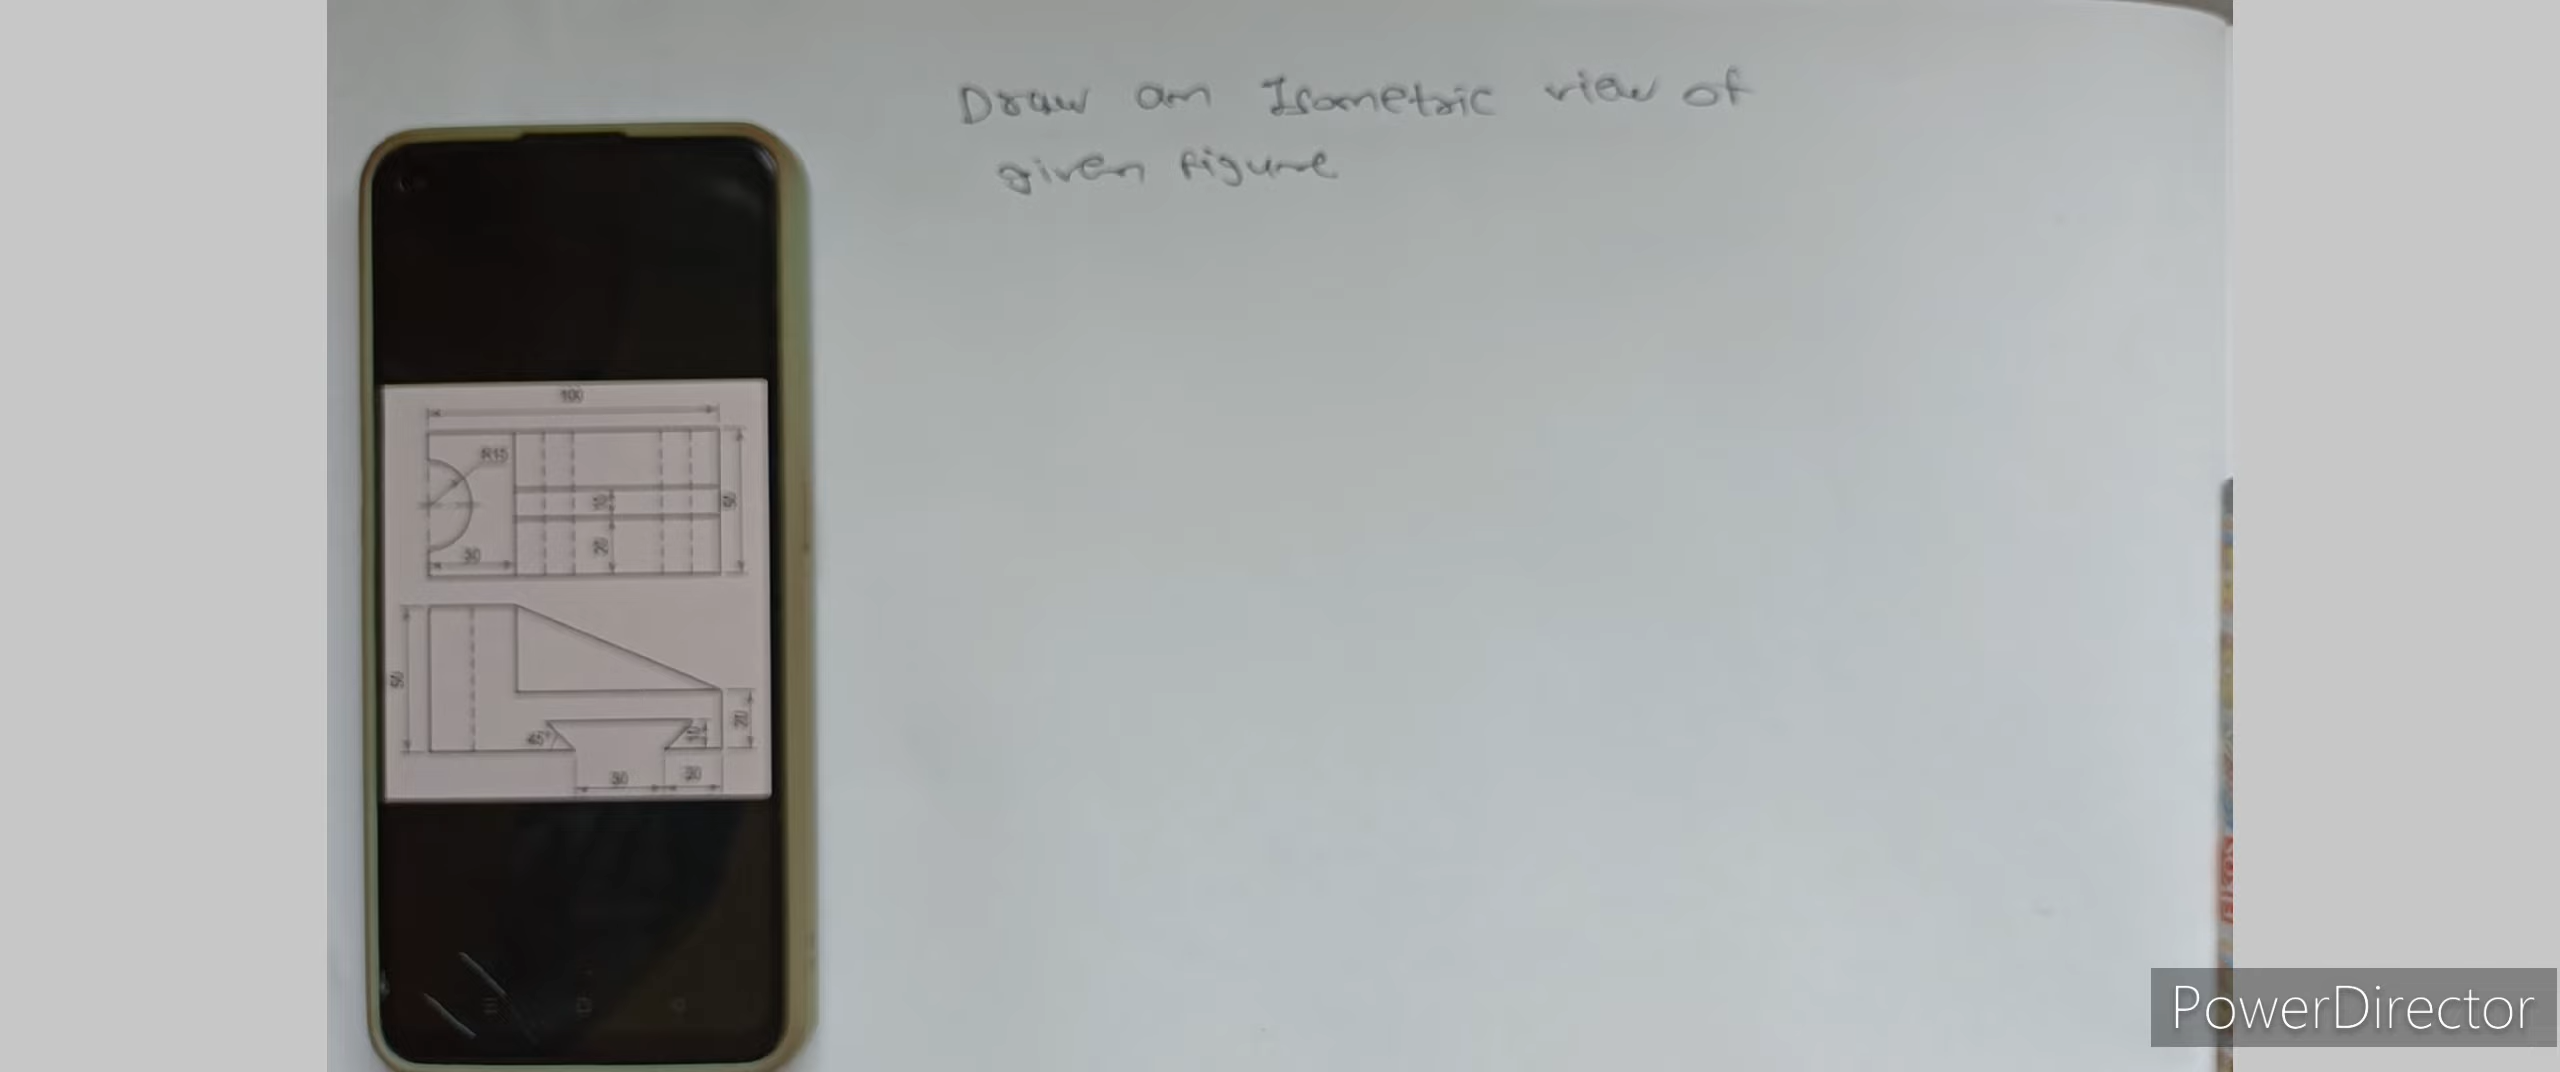 Draw an Isometric view of
given figure
100
R15
50
10
20
30
50
45°
10
20
30
20
PowerDirector